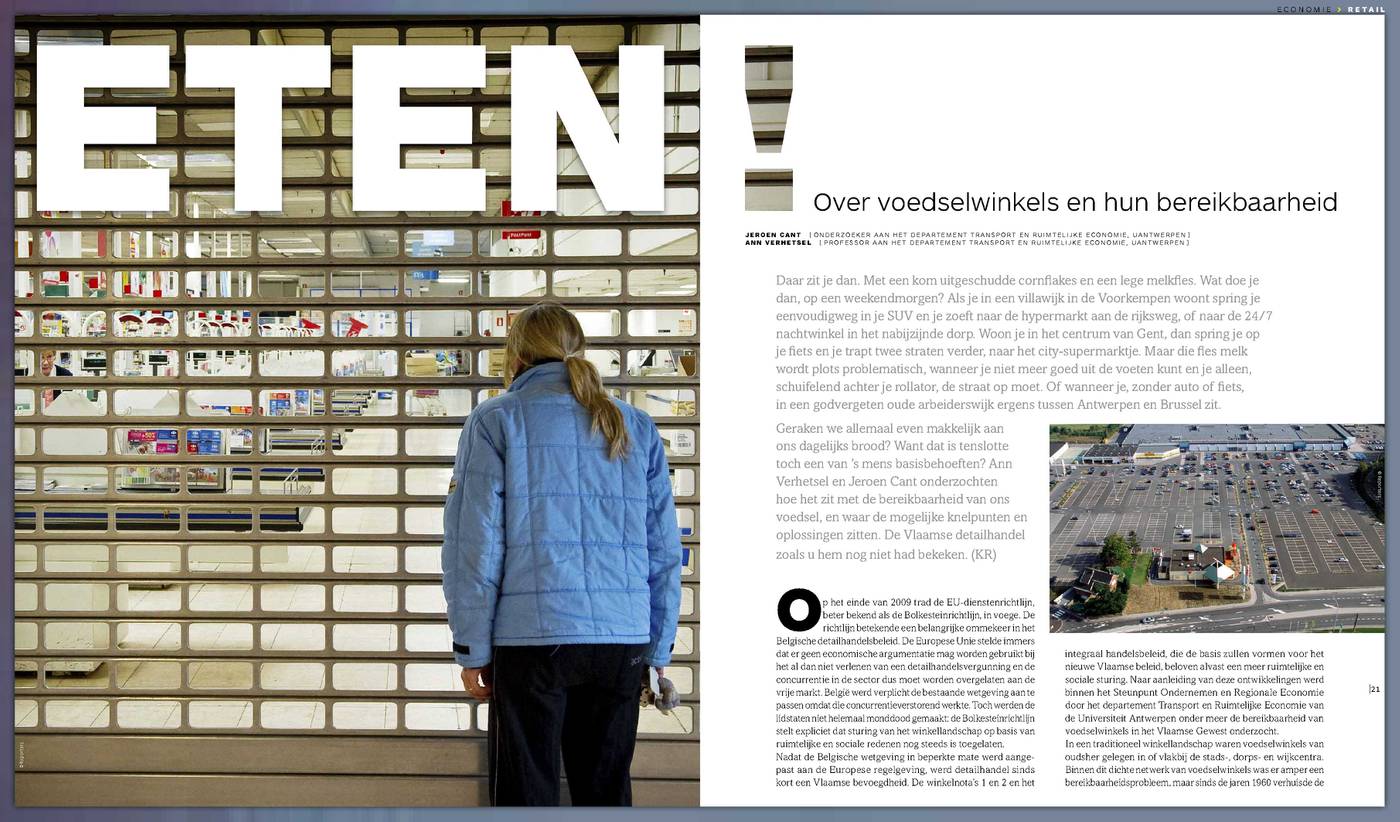 ECONOMIE > RETAIL
ETEN!
Over voedselwinkels en hun bereikbaarheid
JEROEN CANT [ONDERZOEKER AAN HET DEPARTEMENT TRANSPORT EN RUIMTELIJKE ECONOMIE, UANTWERPEN]
ANN VERHETSEL [PROFESSOR AAN HET DEPARTEMENT TRANSPORT EN RUIMTELIJKE ECONOMIE, UANTWERPEN]
Daar zit je dan. Met een kom uitgeschudde cornflakes en een lege melkfles. Wat doe je
dan, op een weekendmorgen? Als je in een villawijk in de Voorkempen woont spring je
eenvoudigweg in je SUV en je zoeft naar de hypermarkt aan de rijksweg, of naar de 24/7
nachtwinkel in het nabijzijnde dorp. Woon je in het centrum van Gent, dan spring je op
je fiets en je trapt twee straten verder, naar het city-supermarktje. Maar die fles melk
wordt plots problematisch, wanneer je niet meer goed uit de voeten kunt en je alleen,
schuifelend achter je rollator, de straat op moet. Of wanneer je, zonder auto of fiets,
in een godvergeten oude arbeiderswijk ergens tussen Antwerpen en Brussel zit.
Geraken we allemaal even makkelijk aan
ons dagelijks brood? Want dat is tenslotte
toch een van 's mens basisbehoeften? Ann
Verhetsel en Jeroen Cant onderzochten
hoe het zit met de bereikbaarheid van ons
voedsel, en waar de mogelijke knelpunten en
oplossingen zitten. De Vlaamse detailhandel
zoals u hem nog niet had bekeken. (KR)
Op het einde van 2009 trad de EU-dienstenrichtlijn,
beter bekend als de Bolkesteinrichtlijn, in voege. De
richtlijn betekende een belangrijke ommekeer in het
Belgische detailhandelsbeleid. De Europese Unie stelde immers
dat er geen economische argumentatie mag worden gebruikt bij
het al dan niet verlenen van een detailhandelsvergunning en de
concurrentie in de sector dus moet worden overgelaten aan de
vrije markt. België werd verplicht de bestaande wetgeving aan te
passen omdat die concurrentieverstorend werkte. Toch werden de
lidstaten niet helemaal monddood gemaakt: de Bolkesteinrichtlijn
stelt expliciet dat sturing van het winkellandschap op basis van
ruimtelijke en sociale redenen nog steeds is toegelaten.
Nadat de Belgische wetgeving in beperkte mate werd aange-
past aan de Europese regelgeving, werd detailhandel sinds
kort een Vlaamse bevoegdheid. De winkelnota's 1 en 2 en het
integraal handelsbeleid, die de basis zullen vormen voor het
nieuwe Vlaamse beleid, beloven alvast een meer ruimtelijke en
sociale sturing. Naar aanleiding van deze ontwikkelingen werd
binnen het Steunpunt Ondernemen en Regionale Economie
door het departement Transport en Ruimtelijke Economie van
de Universiteit Antwerpen onder meer de bereikbaarheid van
voedselwinkels in het Vlaamse Gewest onderzocht.
In een traditioneel winkellandschap waren voedselwinkels van
oudsher gelegen in of vlakbij de stads-, dorps- en wijkcentra.
Binnen dit dichte netwerk van voedselwinkels was er amper een
bereikbaarheidsprobleem, maar sinds de jaren 1960 verhuisde de
|21
© Reporters
© Reporters
PostPunt